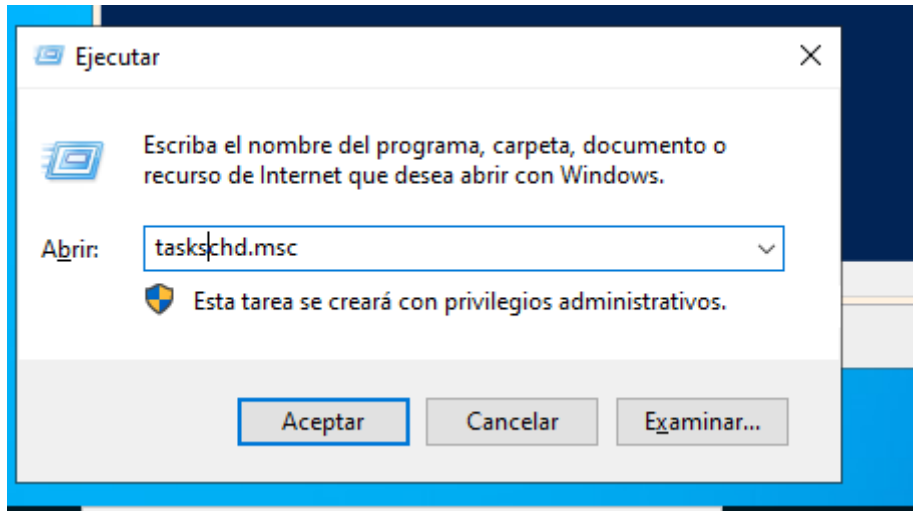 Ejecutar
Escriba el nombre del programa, carpeta, documento o
recurso de Internet que desea abrir con Windows.
Abrir: taskschd.msc
Esta tarea se creará con privilegios administrativos.
Aceptar Cancelar Examinar...